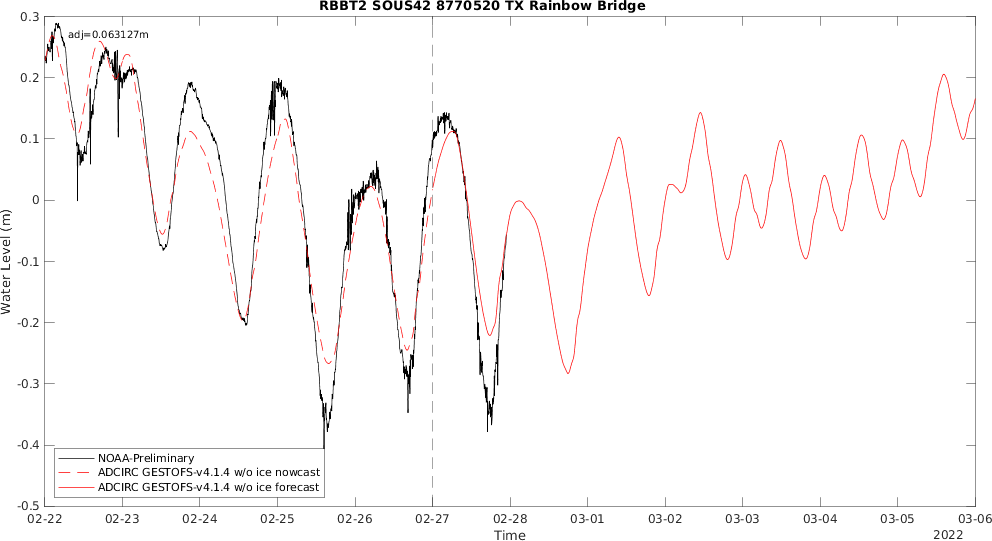 RBBT2 SOUS42 8770520 TX Rainbow Bridge
adj=0.063127m
Water Level (m)
0.3
0.2
0.1
0
-0.1
-0.2
-0.3
-0.4
-0.5
NOAA-Preliminary
ADCIRC GESTOFS-v4.1.4 w/o ice nowcast
ADCIRC GESTOFS-v4.1.4 w/o ice forecast
02-22 02-23 02-24 02-25 02-26 02-27 02-28 03-01 03-02 03-03 03-04 03-05 03-06
Time
2022